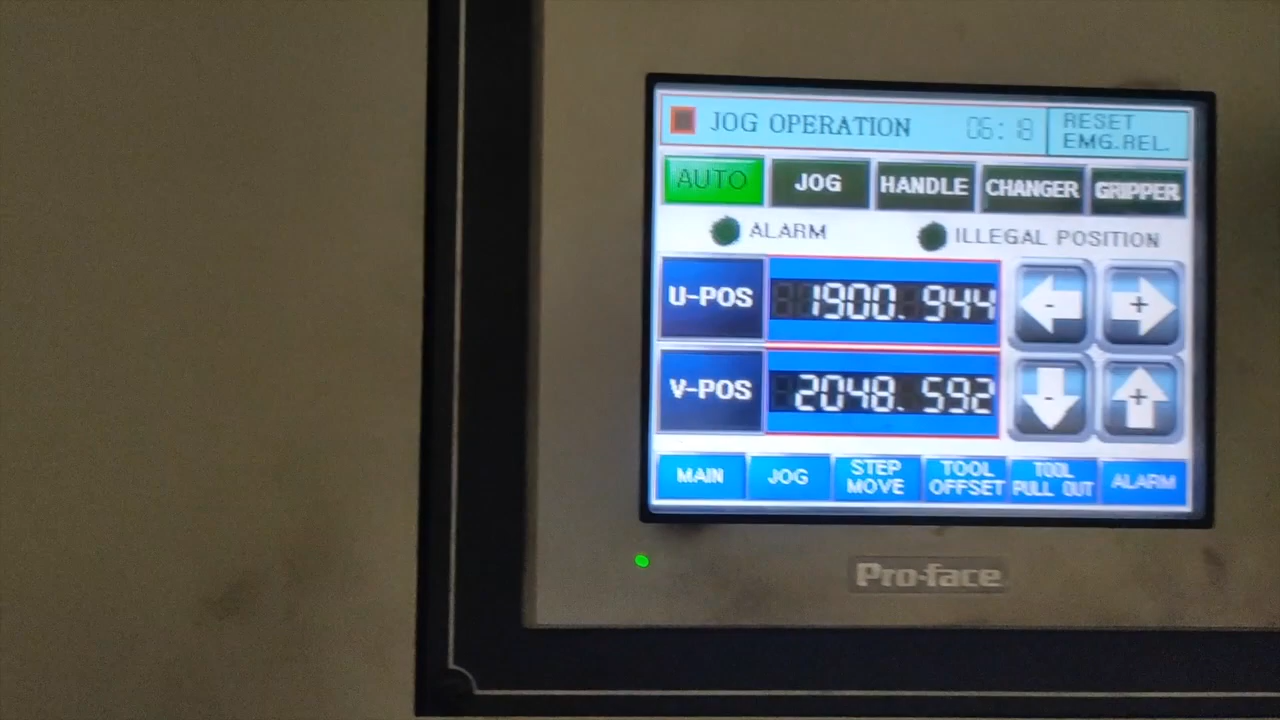 JOG OPERATION 06:18 RESET
EMG.REL.
AUTO JOG HANDLE CHANGER GRIPPER
ALARM ILLEGAL POSITION
U-POS 1900.944 - +
V-POS 2048.592 - +
MAIN JOG STEP MOVE TOOL OFFSET TOOL PULL OUT ALARM
Pro-face